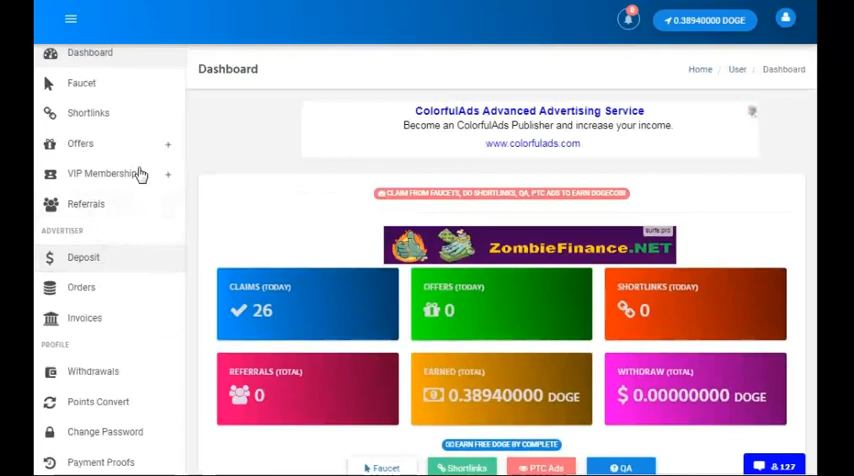 0.38940000 DOGE
8
Dashboard
Faucet
Shortlinks
Offers +
VIP Membership +
Referrals
ADVERTISER
Deposit
Orders
Invoices
PROFILE
Withdrawals
Points Convert
Change Password
Payment Proofs
Dashboard
Home / User / Dashboard
ColorfulAds Advanced Advertising Service
Become an ColorfulAds Publisher and increase your income.
www.colorfulads.com
CLAIM FROM FAUCETS, DO SHORTLINKS, QA, PTC ADS TO EARN DOGECOIN
surfe.pro
ZombieFinance.NET
CLAIMS (TODAY)
26
OFFERS (TODAY)
0
SHORTLINKS (TODAY)
0
REFERRALS (TOTAL)
0
EARNED (TOTAL)
0.38940000 DOGE
WITHDRAW (TOTAL)
$ 0.00000000 DOGE
EARN FREE DOGE BY COMPLETE
Faucet
Shortlinks
PTC Ads
QA
127